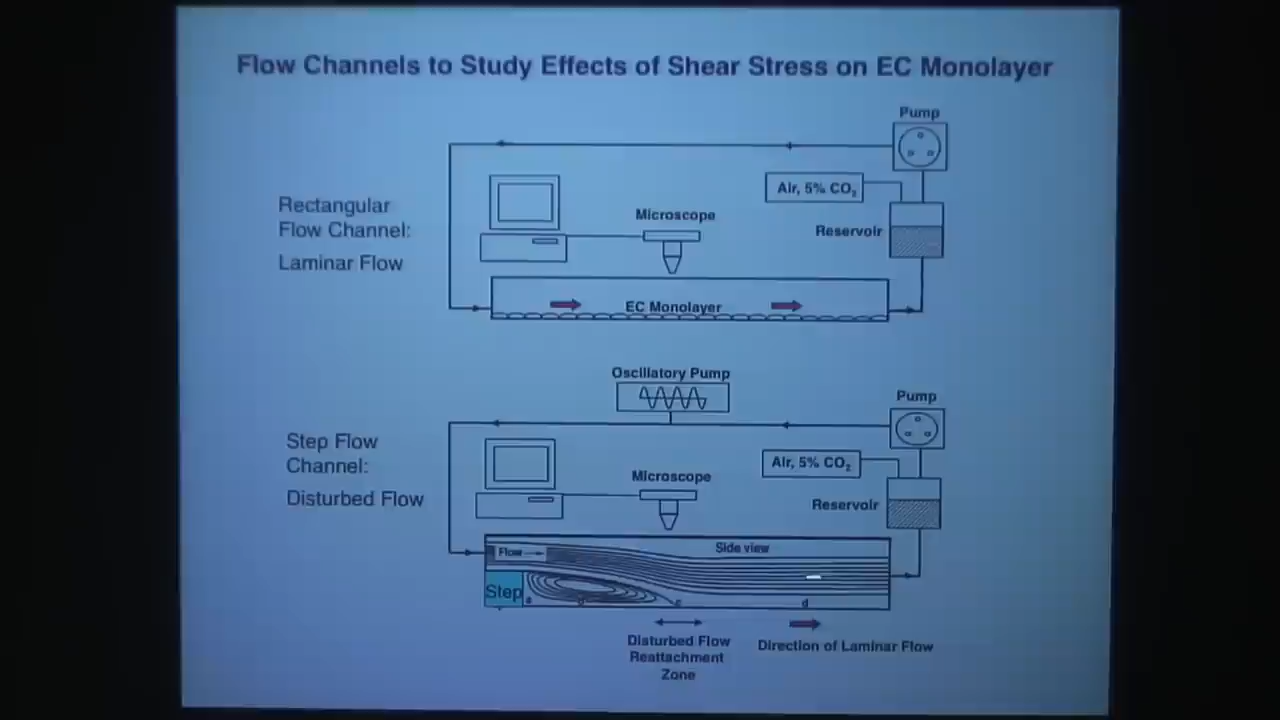 Flow Channels to Study Effects of Shear Stress on EC Monolayer
Pump
Air, 5% CO₂
Rectangular
Flow Channel:
Laminar Flow
Microscope
Reservoir
EC Monolayer
Oscillatory Pump
Pump
Step Flow
Channel:
Disturbed Flow
Air, 5% CO₂
Microscope
Reservoir
Flow
Side view
Step
a
c
d
Disturbed Flow
Reattachment
Zone
Direction of Laminar Flow